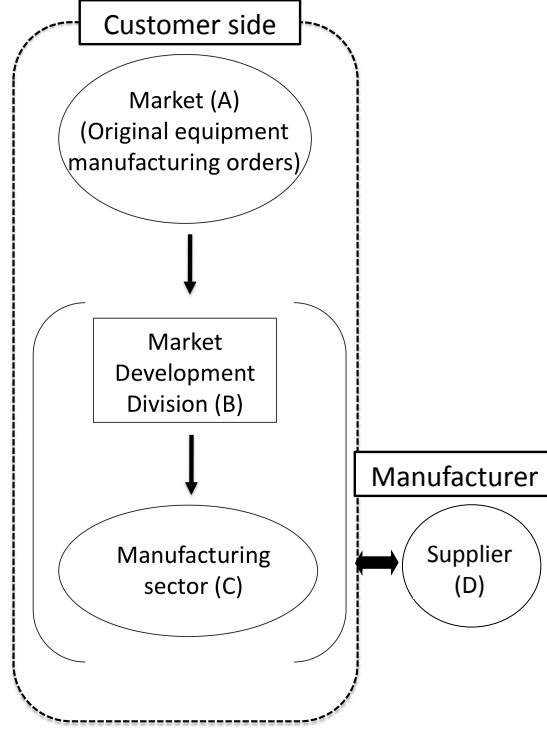 Customer side
Market (A)
(Original equipment
manufacturing orders)
Market
Development
Division (B)
Manufacturer
Manufacturing
sector (C)
Supplier
(D)